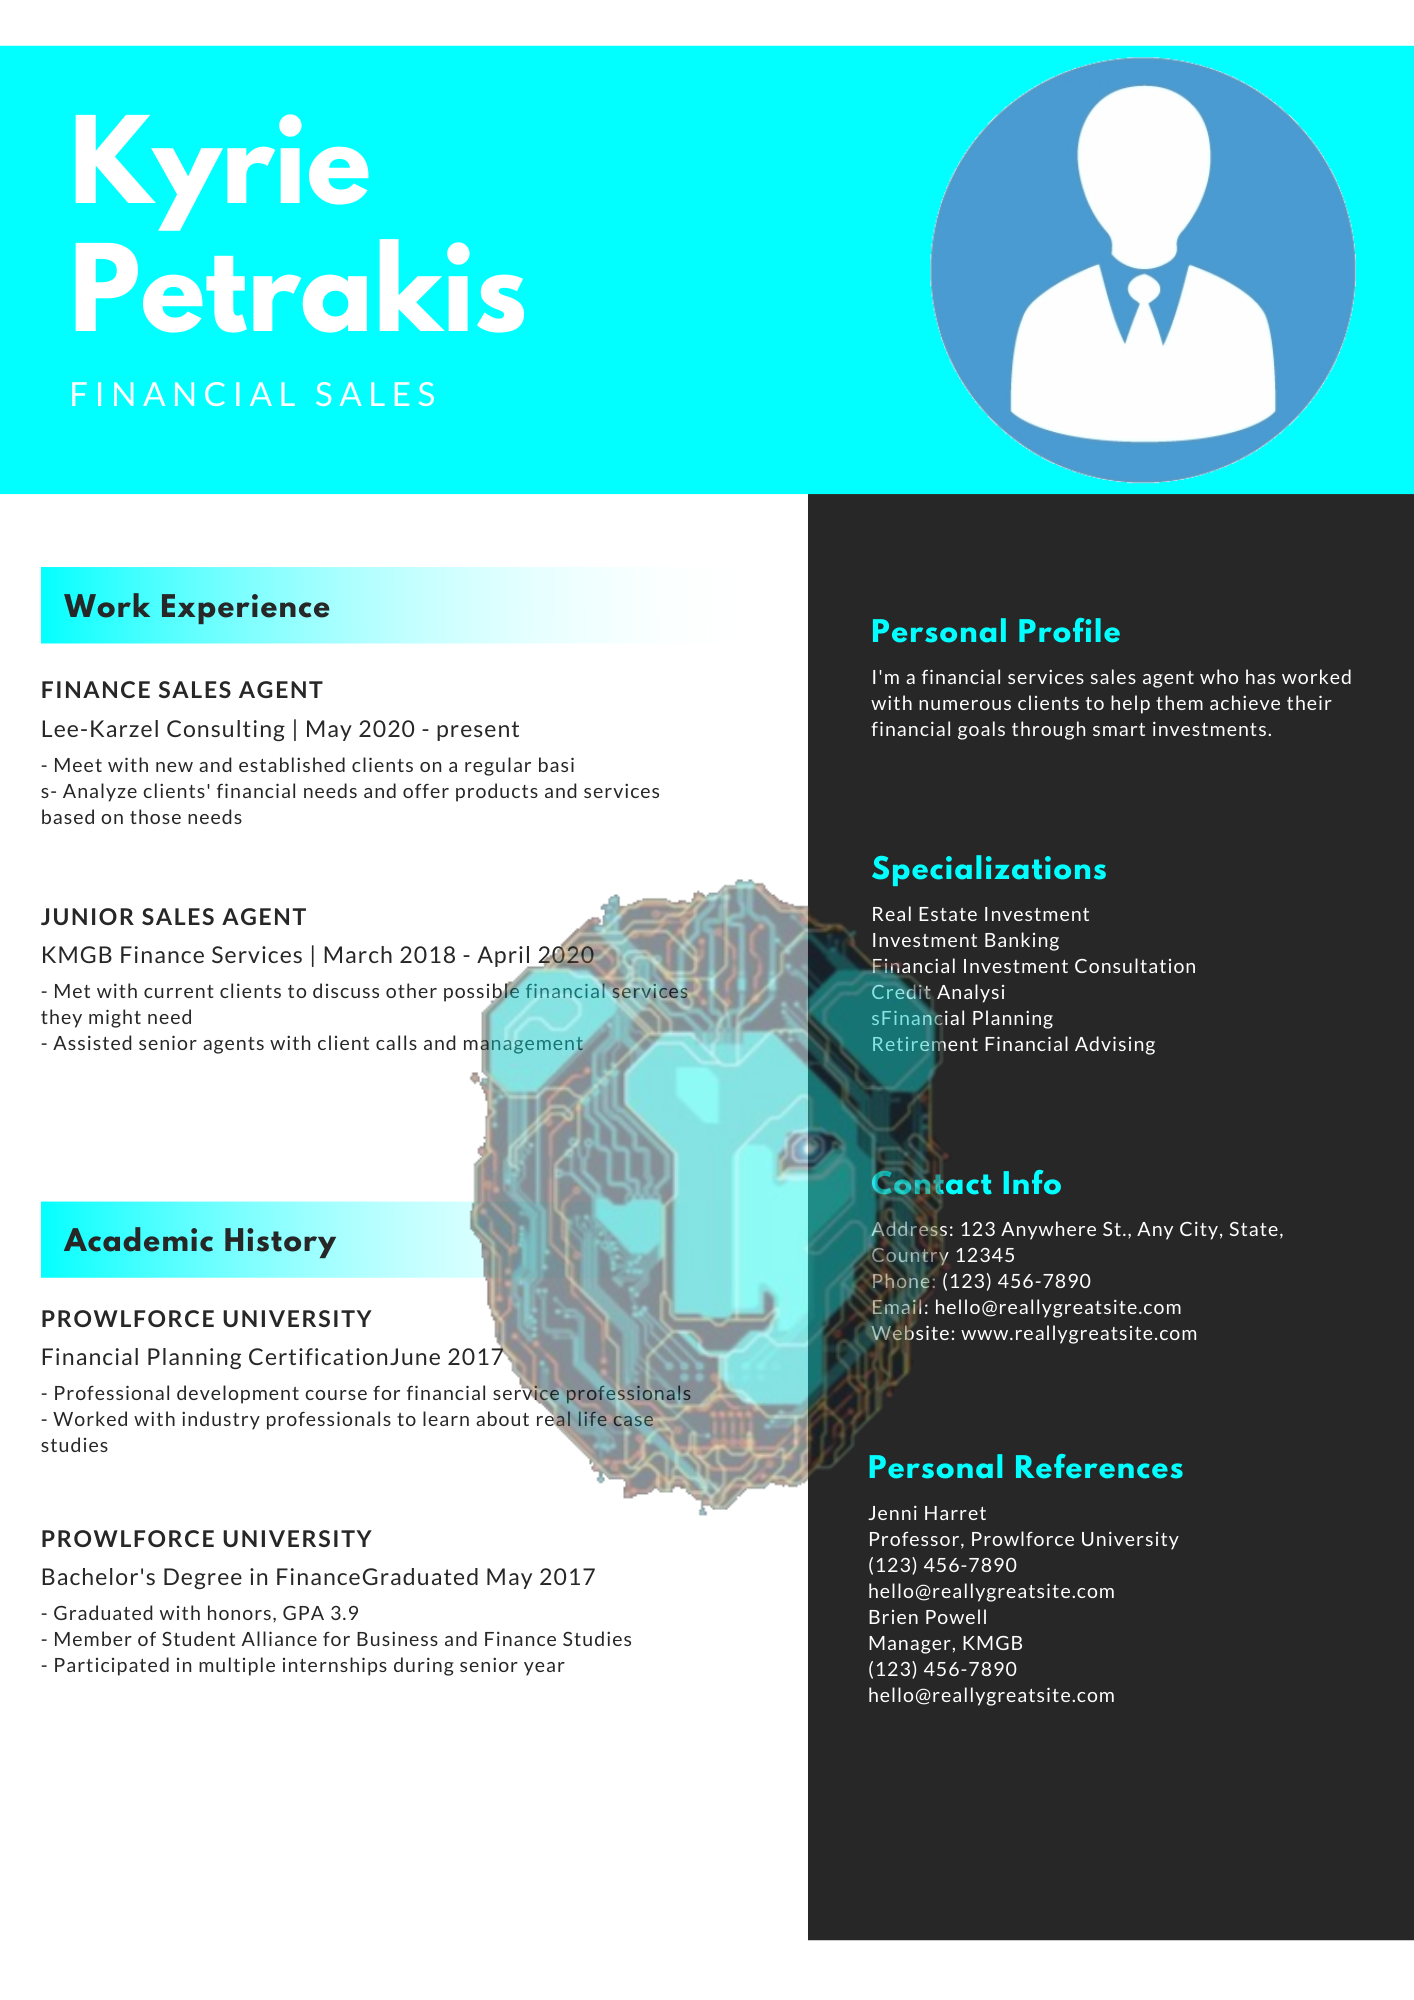 Kyrie
Petrakis
FINANCIAL SALES
Work Experience
FINANCE SALES AGENT
Lee-Karzel Consulting | May 2020 - present
- Meet with new and established clients on a regular basi
s- Analyze clients' financial needs and offer products and services
based on those needs
JUNIOR SALES AGENT
KMGB Finance Services | March 2018 - April 2020
- Met with current clients to discuss other possible financial services
they might need
- Assisted senior agents with client calls and management
Academic History
PROWLFORCE UNIVERSITY
Financial Planning CertificationJune 2017
- Professional development course for financial service professionals
- Worked with industry professionals to learn about real life case
studies
PROWLFORCE UNIVERSITY
Bachelor's Degree in FinanceGraduated May 2017
- Graduated with honors, GPA 3.9
- Member of Student Alliance for Business and Finance Studies
- Participated in multiple internships during senior year
Personal Profile
I'm a financial services sales agent who has worked
with numerous clients to help them achieve their
financial goals through smart investments.
Specializations
Real Estate Investment
Investment Banking
Financial Investment Consultation
Credit Analysi
sFinancial Planning
Retirement Financial Advising
Contact Info
Address: 123 Anywhere St., Any City, State,
Country 12345
Phone: (123) 456-7890
Email: hello@reallygreatsite.com
Website: www.reallygreatsite.com
Personal References
Jenni Harret
Professor, Prowlforce University
(123) 456-7890
hello@reallygreatsite.com
Brien Powell
Manager, KMGB
(123) 456-7890
hello@reallygreatsite.com